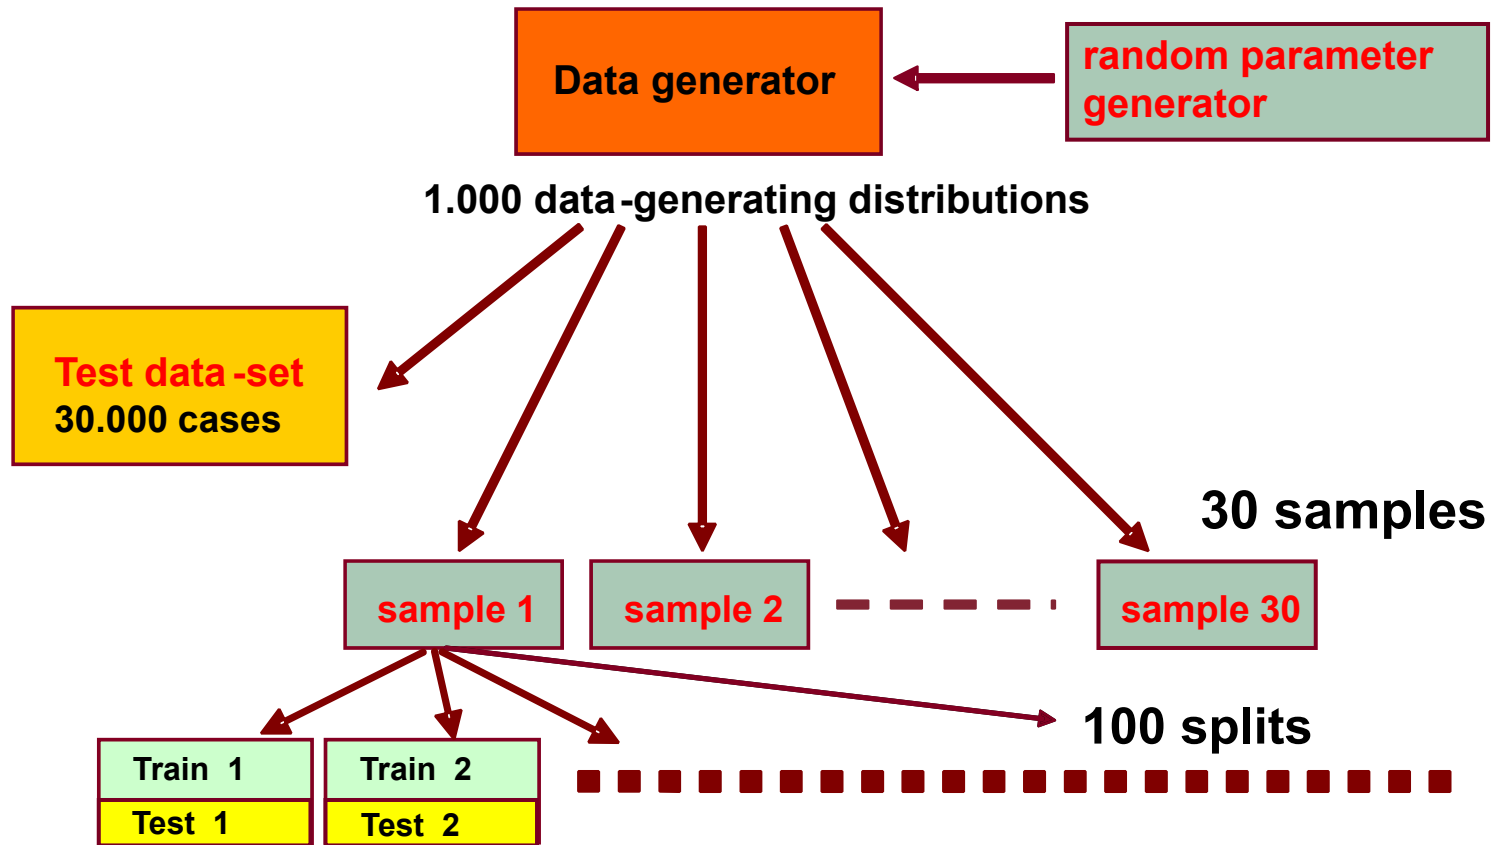 Data generator
random parameter
generator
1.000 data-generating distributions
Test data-set
30.000 cases
30 samples
sample 1
sample 2
sample 30
100 splits
Train 1
Train 2
Test 1
Test 2